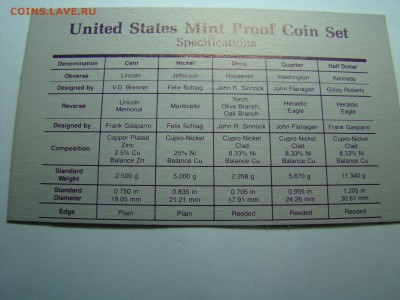 COINS.LAVE.RU
United States Mint Proof Coin Set
Specifications
Denomination Cent Nickel Dime Quarter Half Dollar
Obverse Lincoln Jefferson Roosevelt Washington Kennedy
Designed by V.D. Brenner Felix Schlag John R. Sinnock John Flanagan Gilroy Roberts
Reverse Lincoln Memorial Monticello Torch, Olive Branch, Oak Branch Heraldic Eagle Heraldic Eagle
Designed by Frank Gasparro Felix Schlag John R. Sinnock John Flanagan Frank Gasparro
Composition Copper Plated Zinc 2.5% Cu Balance Zn Cupro-Nickel 25% Ni Balance Cu Cupro-Nickel Clad 8.33% Ni Balance Cu Cupro-Nickel Clad 8.33% Ni Balance Cu Cupro-Nickel Clad 8.33% Ni Balance Cu
Standard Weight 2.500 g 5.000 g 2.268 g 5.670 g 11.340 g
Standard Diameter 0.750 in 19.05 mm 0.835 in 21.21 mm 0.705 in 17.91 mm 0.955 in 24.26 mm 1.205 in 30.61 mm
Edge Plain Plain Reeded Reeded Reeded